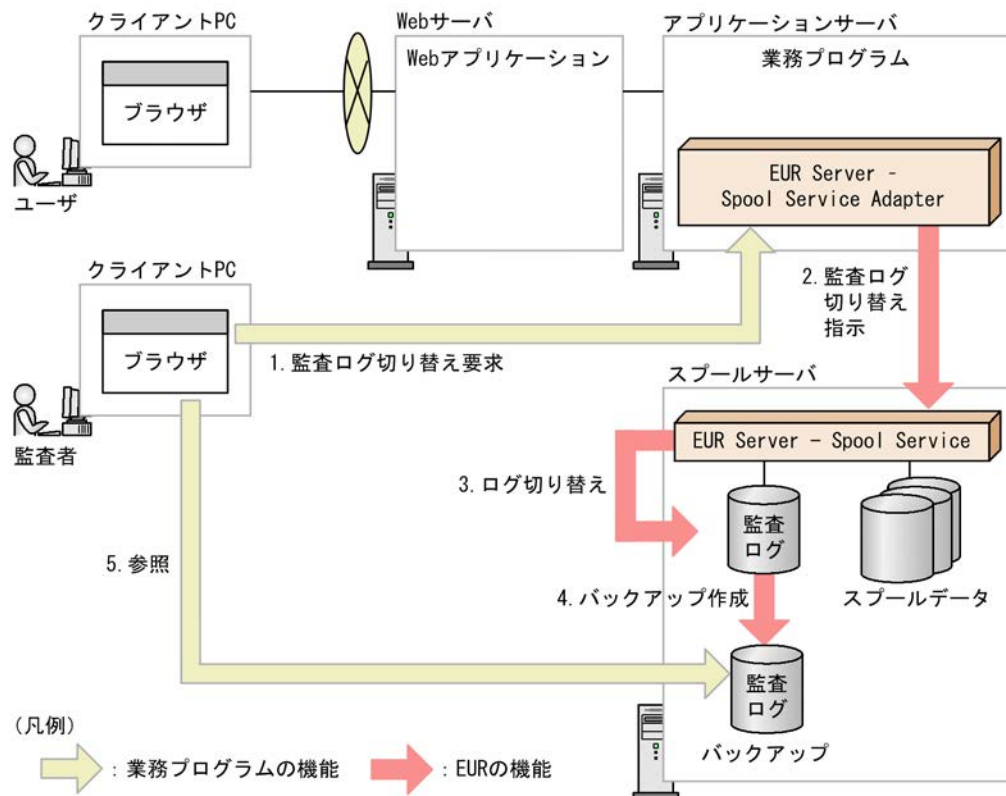 クライアントPC
Webサーバ
アプリケーションサーバ
Webアプリケーション
業務プログラム
ブラウザ
EUR Server -
Spool Service Adapter
ユーザ
クライアントPC
2.監査ログ
切り替え
指示
ブラウザ
1.監査ログ切り替え要求
スプールサーバ
監査者
EUR Server － Spool Service
3.ログ切り替え
監査
ログ
5.参照
4.バックアップ作成
スプールデータ
監査
ログ
バックアップ
(凡例)
：業務プログラムの機能
：EURの機能